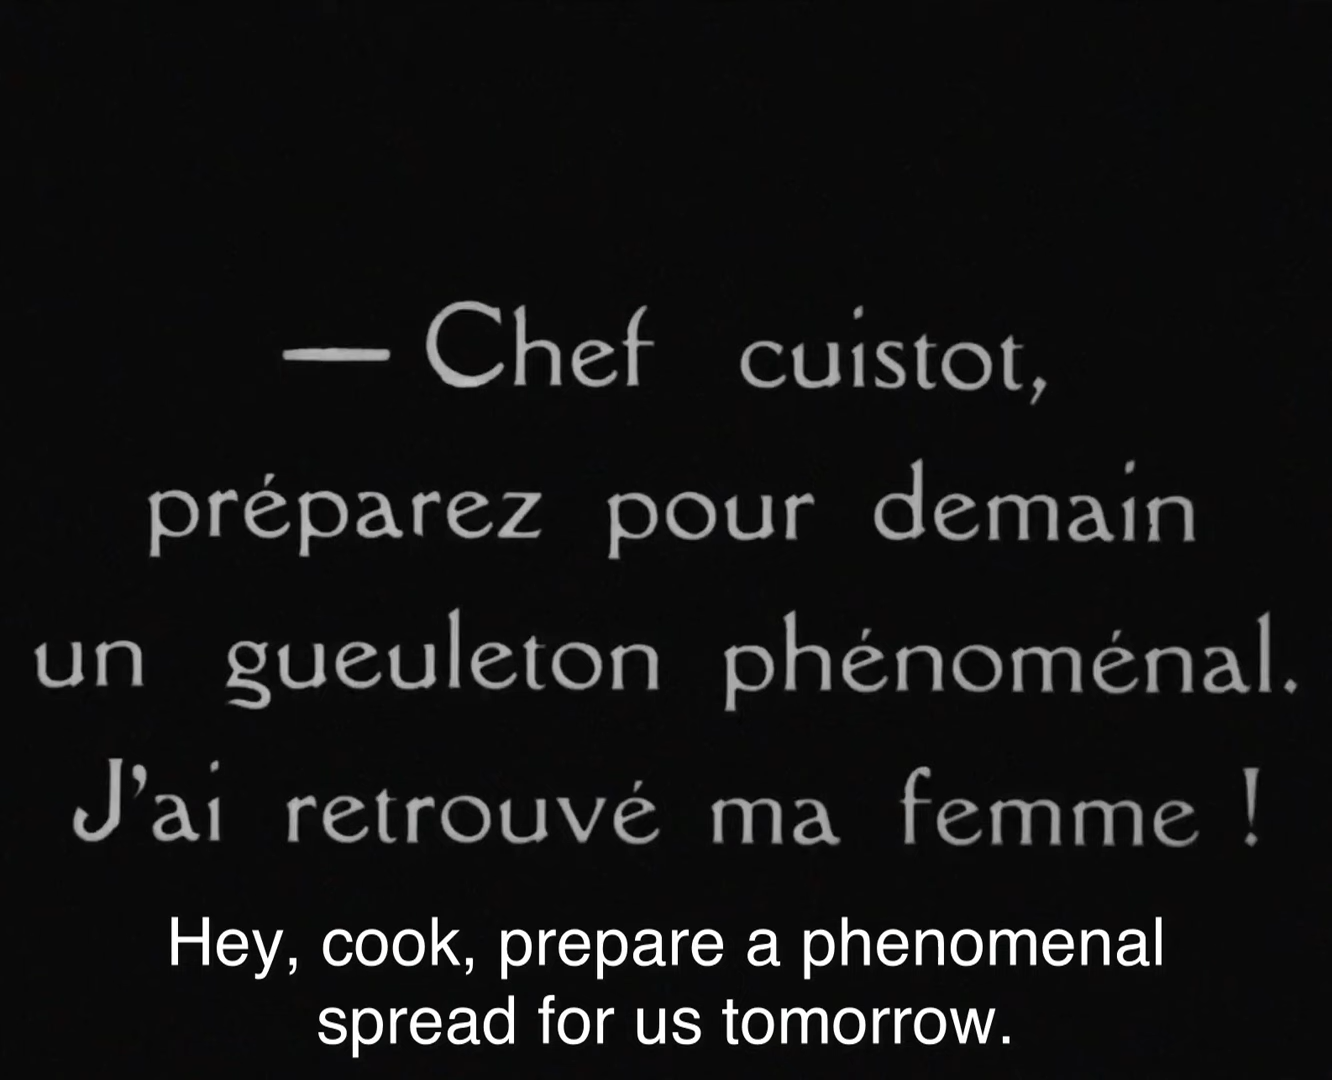 — Chef cuistot,
préparez pour demain
un gueuleton phénoménal.
J'ai retrouvé ma femme !
Hey, cook, prepare a phenomenal
spread for us tomorrow.